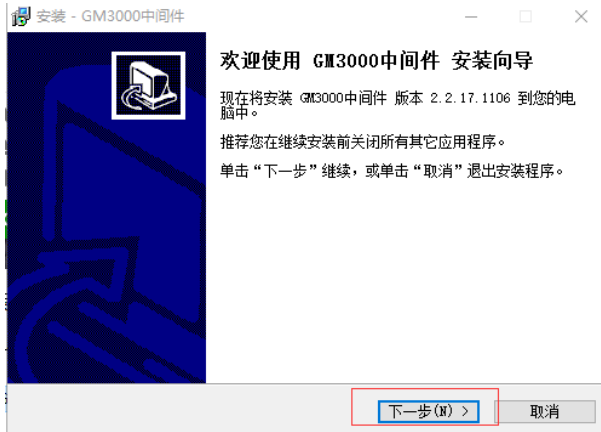 安装 - GM3000中间件
欢迎使用 GM3000中间件 安装向导
现在将安装 GM3000中间件 版本 2.2.17.1106 到您的电
脑中。
推荐您在继续安装前关闭所有其它应用程序。
单击“下一步”继续，或单击“取消”退出安装程序。
下一步(N) >
取消